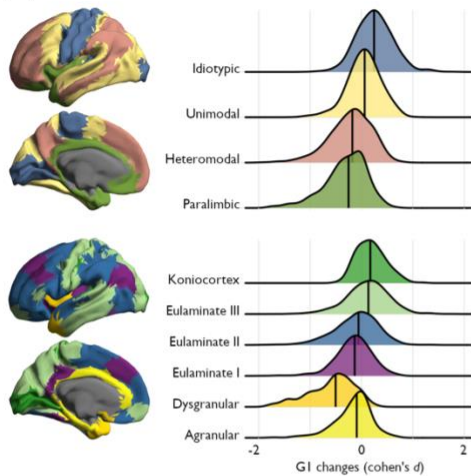 Idiotypic
Unimodal
Heteromodal
Paralimbic
Koniocortex
Eulaminate III
Eulaminate II
Eulaminate I
Dysgranular
Agranular
-2 0 2
G1 changes (cohen's d)